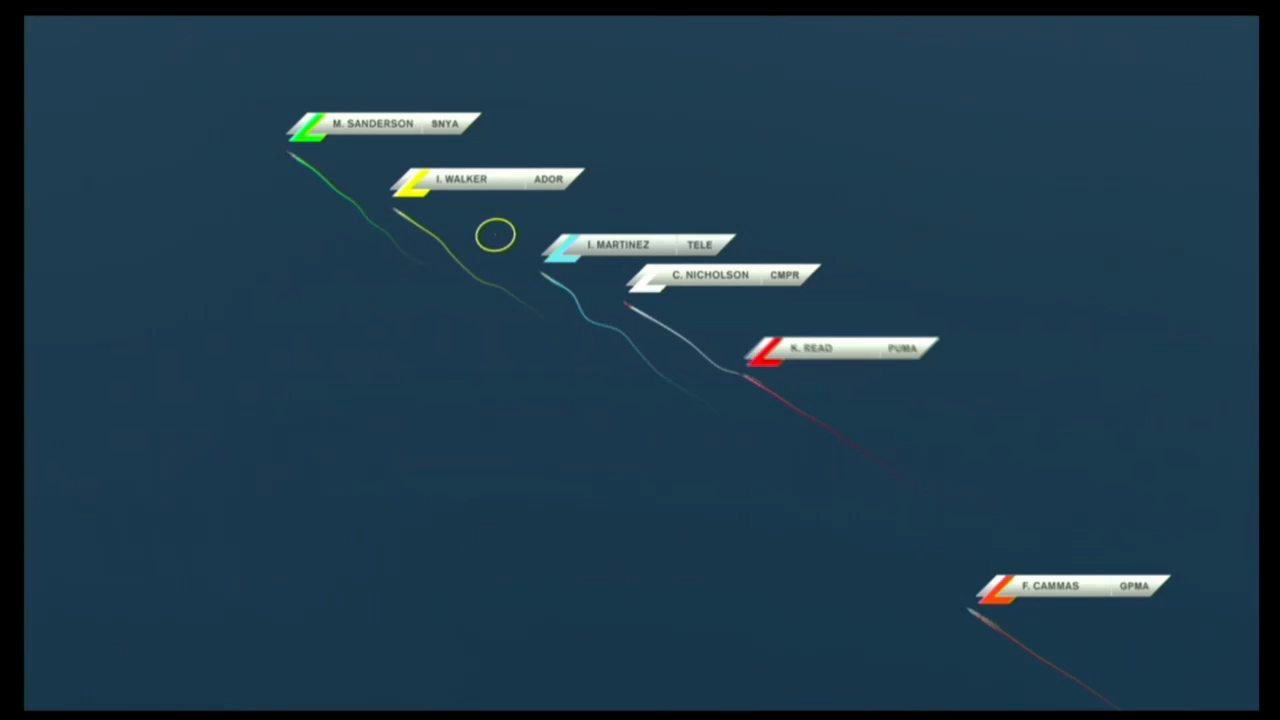 M. SANDERSON SNYA
I. WALKER ADOR
I. MARTINEZ TELE
C. NICHOLSON CMPR
K. READ PUMA
F. CAMMAS GPMA